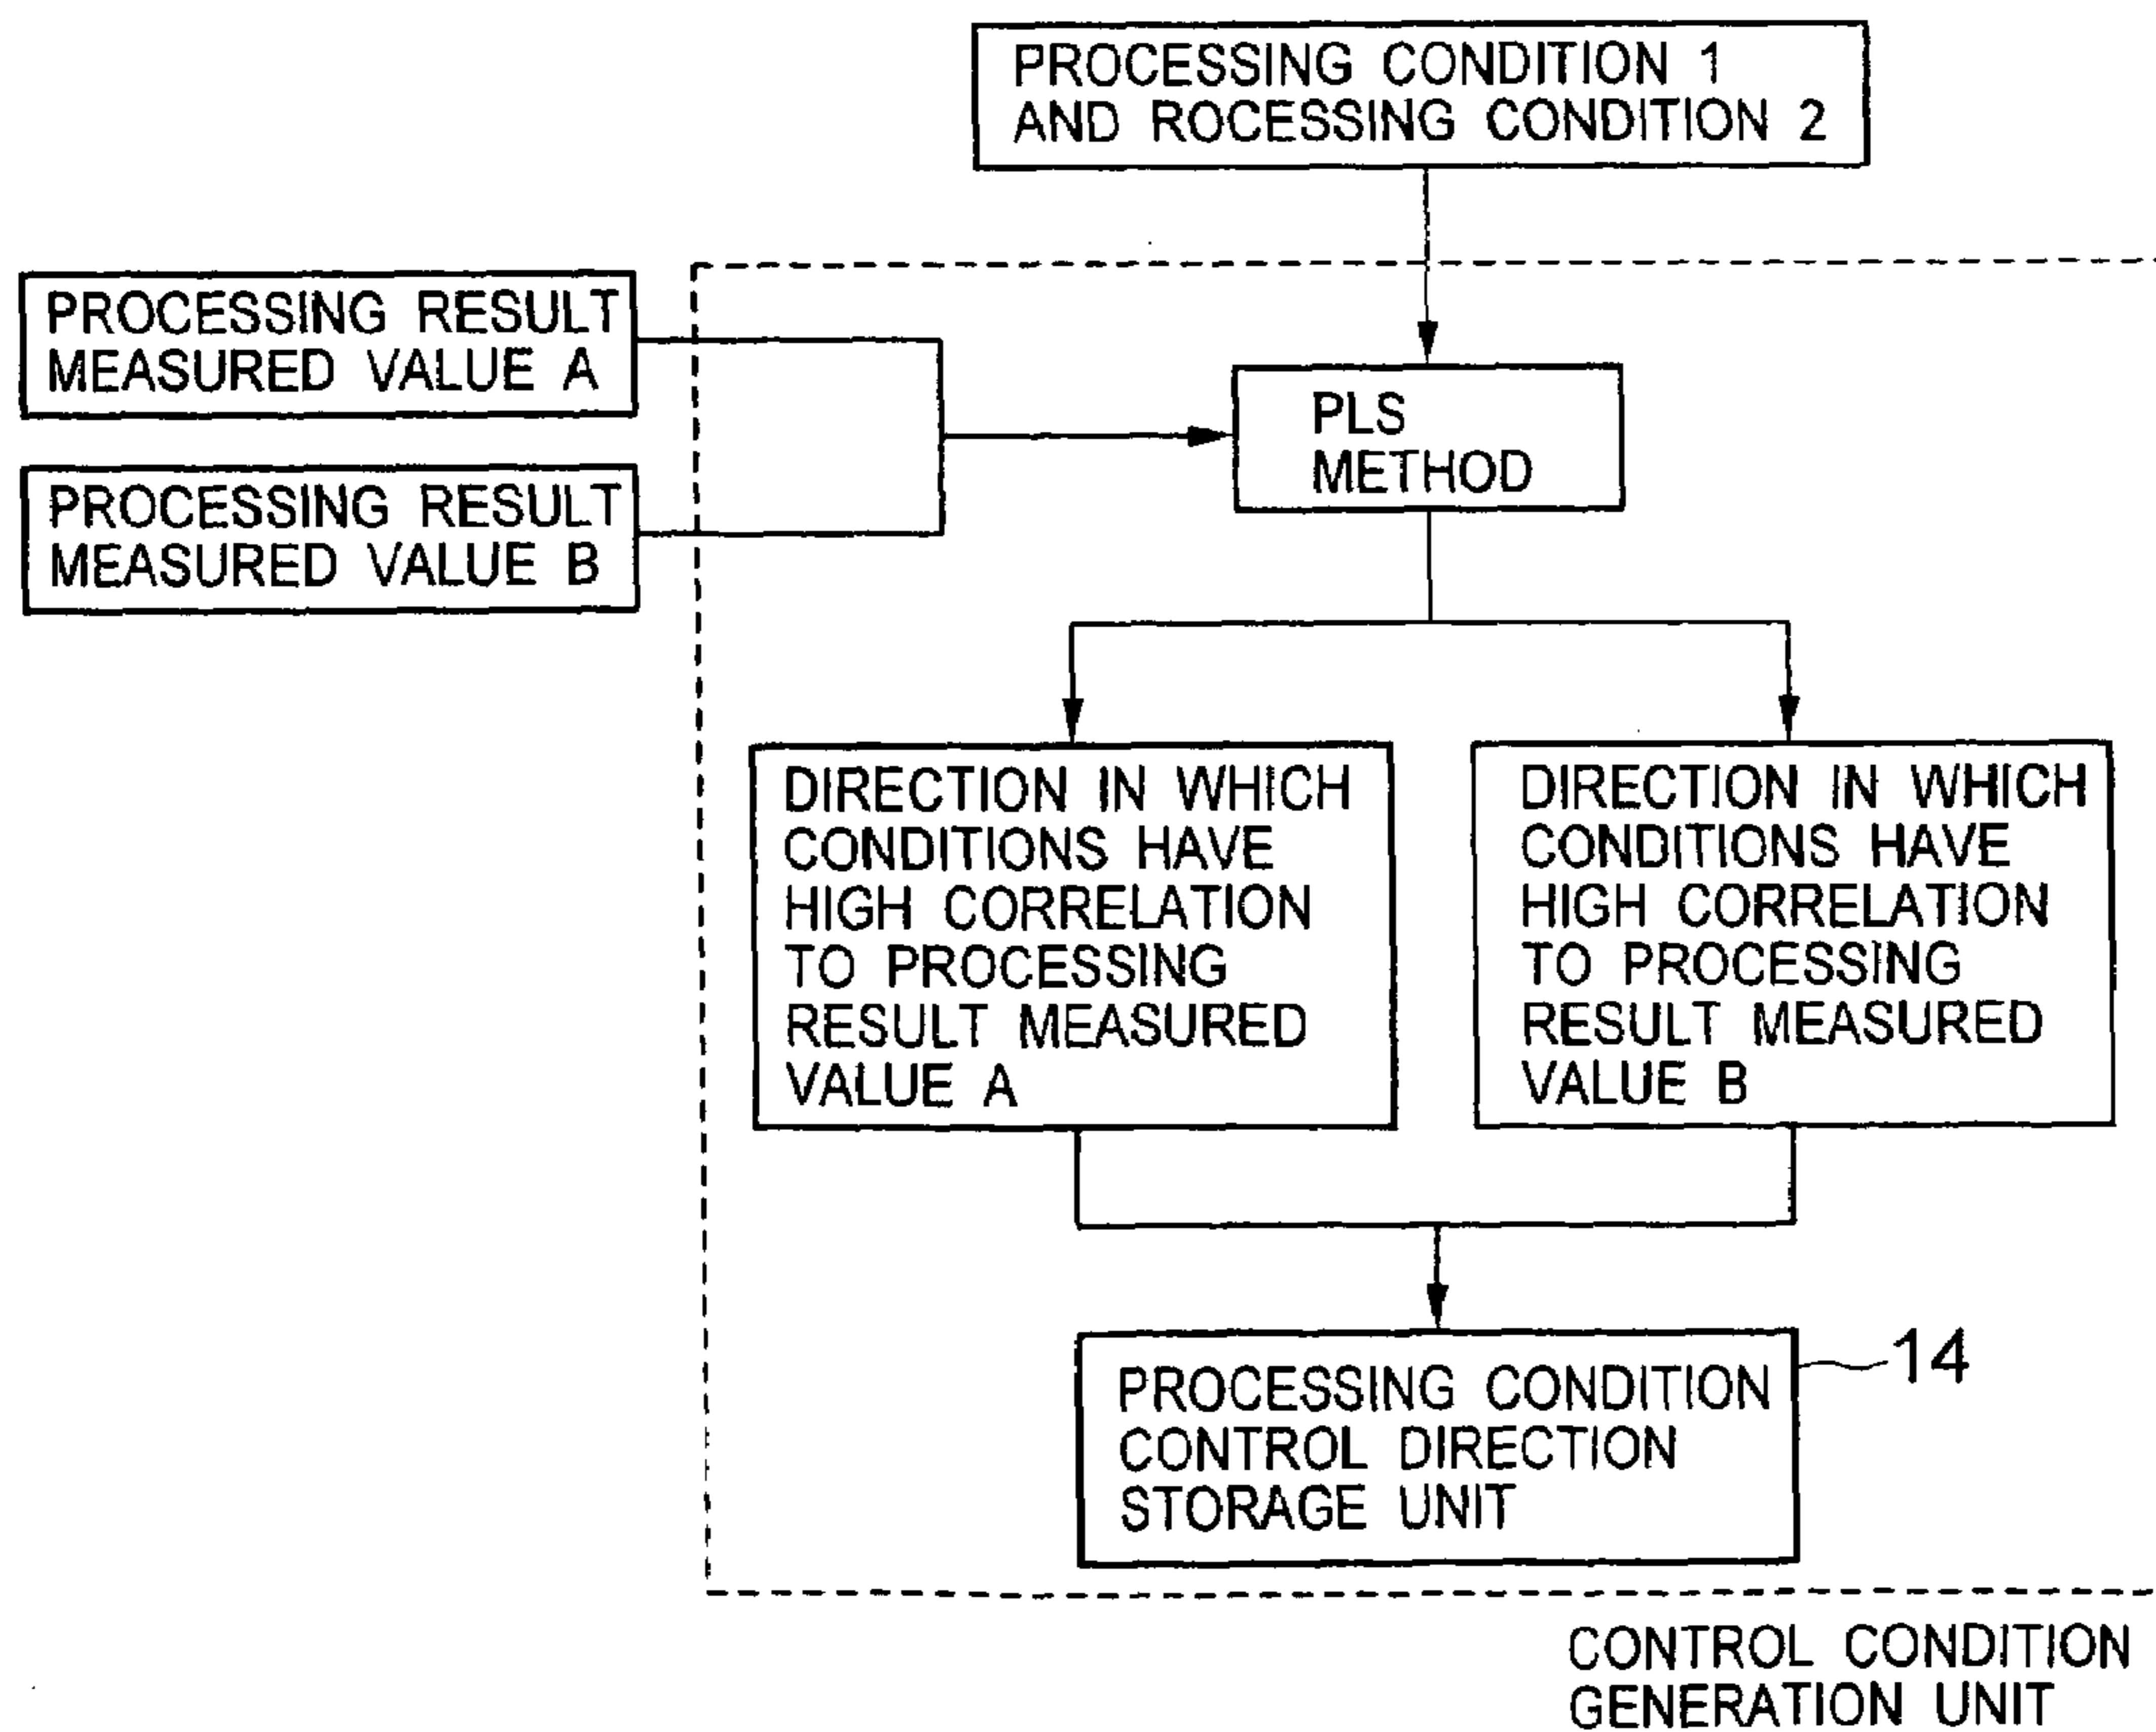 PROCESSING CONDITION 1
AND ROCESSING CONDITION 2
PROCESSING RESULT
MEASURED VALUE A
PROCESSING RESULT
MEASURED VALUE B
PLS
METHOD
DIRECTION IN WHICH
CONDITIONS HAVE
HIGH CORRELATION
TO PROCESSING
RESULT MEASURED
VALUE A
DIRECTION IN WHICH
CONDITIONS HAVE
HIGH CORRELATION
TO PROCESSING
RESULT MEASURED
VALUE B
PROCESSING CONDITION
CONTROL DIRECTION
STORAGE UNIT
14
CONTROL CONDITION
GENERATION UNIT